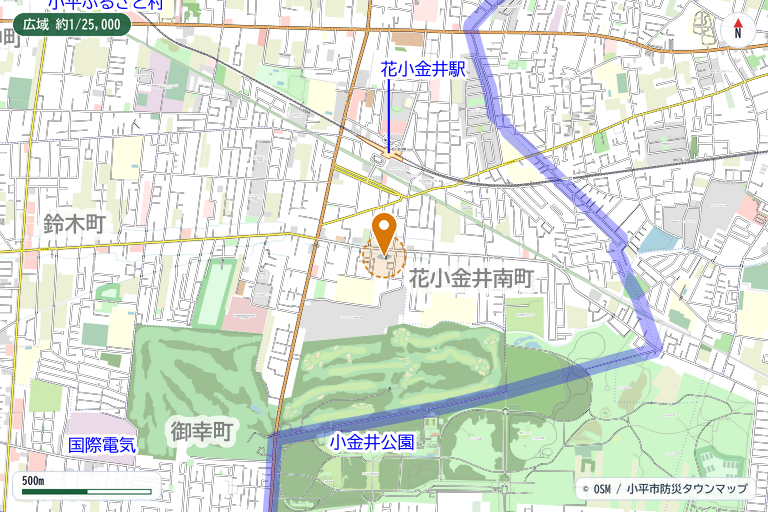 小平ふるさと村
広域 約1/25,000
町
N
花小金井駅
鈴木町
花小金井南町
御幸町
国際電気
小金井公園
500m
© OSM / 小平市防災タウンマップ